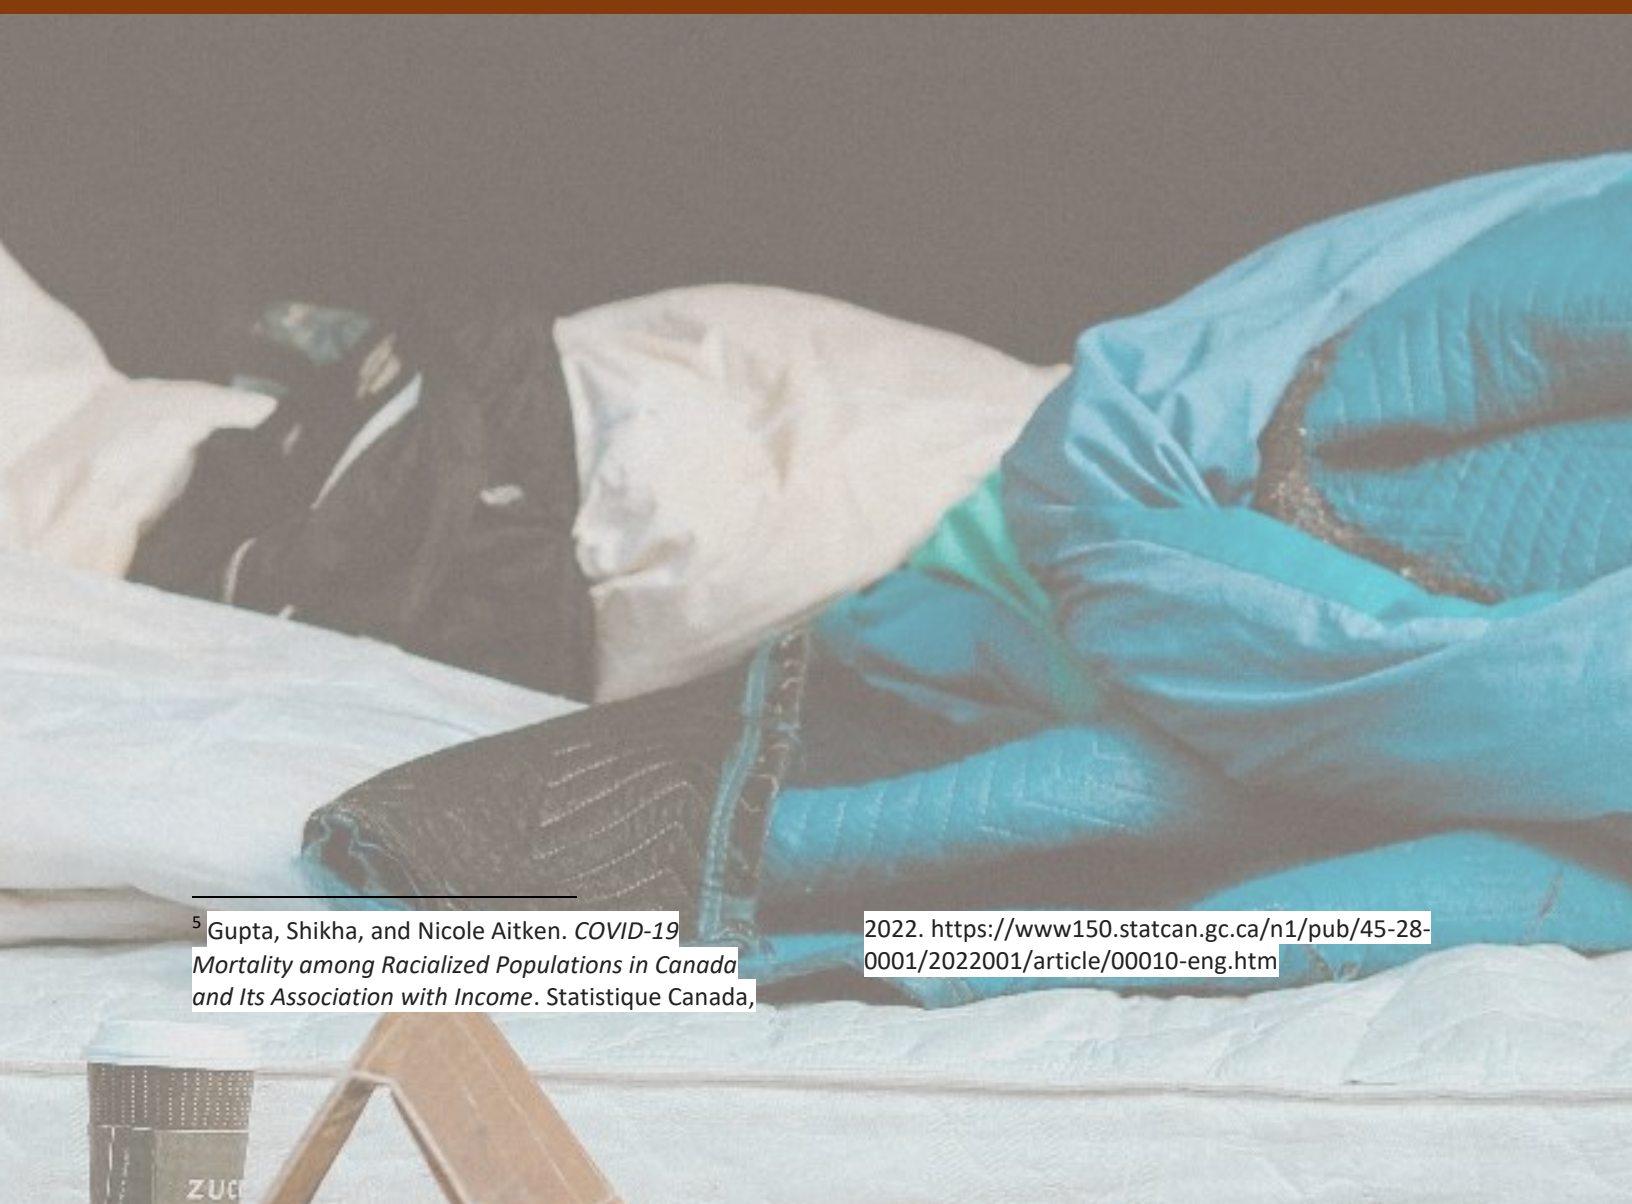 5 Gupta, Shikha, and Nicole Aitken. COVID-19
Mortality among Racialized Populations in Canada
and Its Association with Income. Statistique Canada,
2022. https://www150.statcan.gc.ca/n1/pub/45-28-
0001/2022001/article/00010-eng.htm